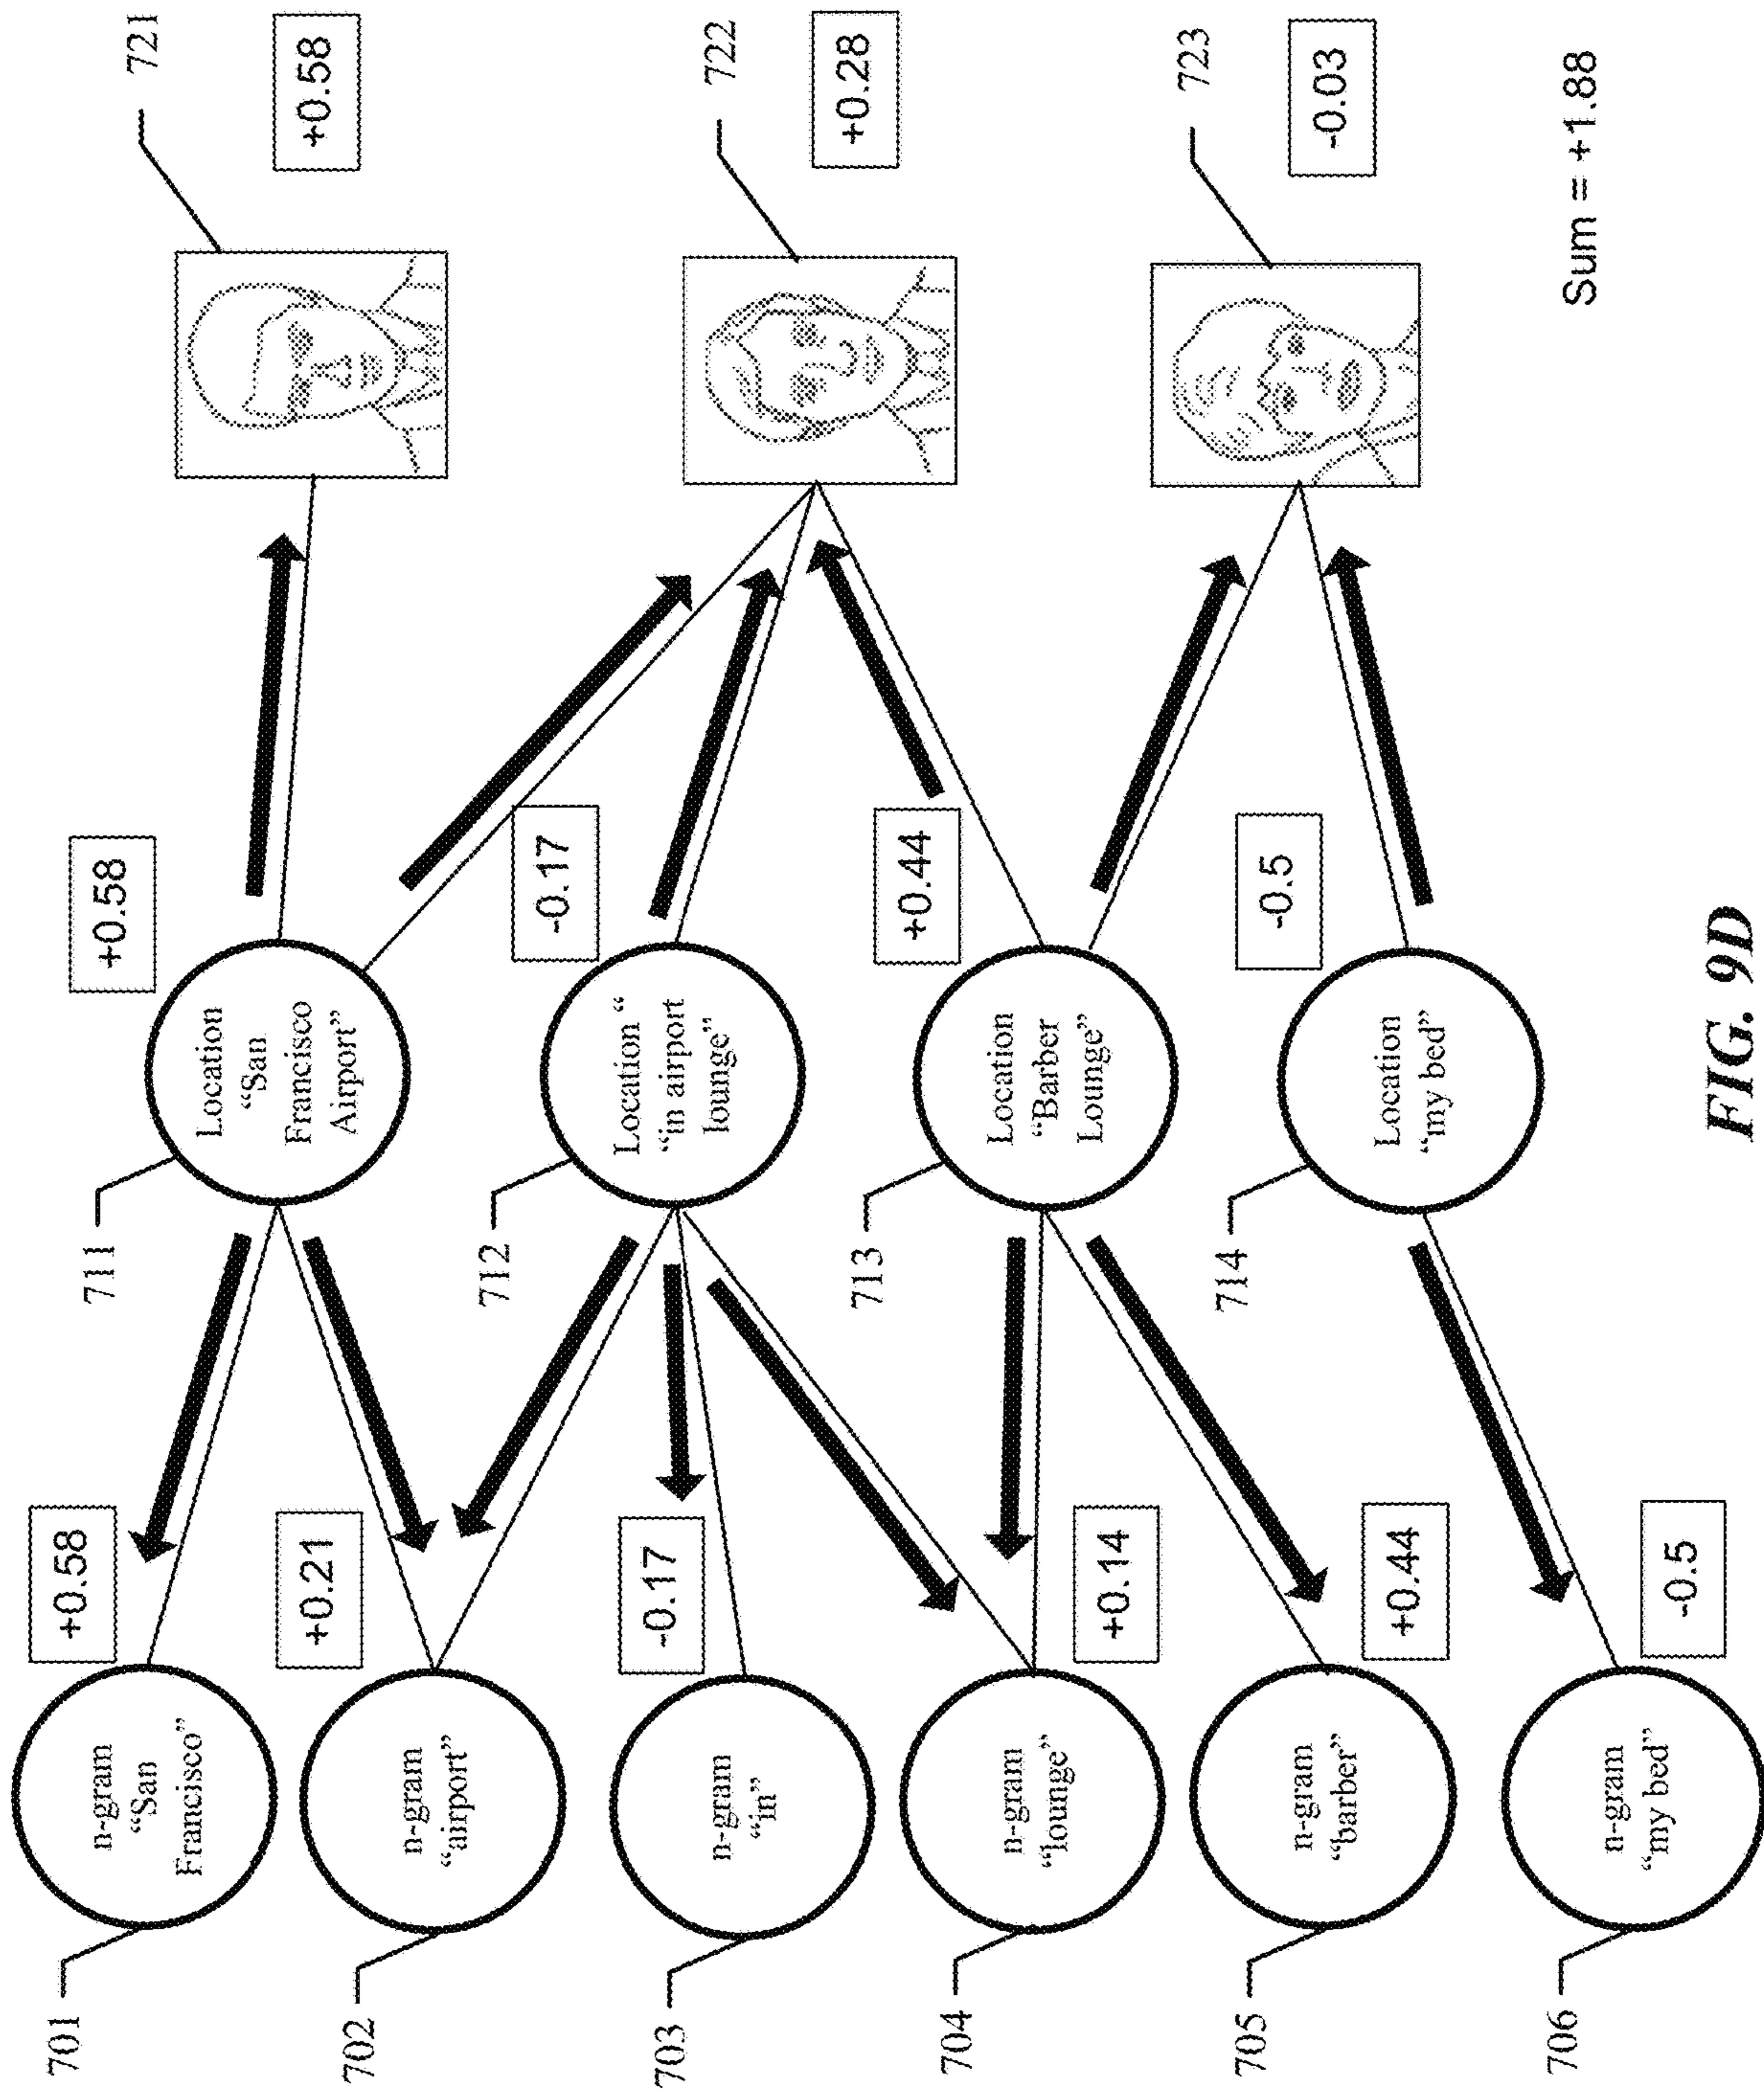 701
n-gram
“San
Francisco”
+0.58
711
Location
“San
Francisco
Airport”
+0.58
721
+0.58
702
n-gram
“airport”
+0.21
712
Location “
“in airport
lounge”
-0.17
722
+0.28
703
n-gram
“in”
-0.17
704
n-gram
“lounge”
+0.14
713
Location
“Barber
Lounge”
+0.44
723
-0.03
705
n-gram
“barber”
+0.44
714
Location
“my bed”
-0.5
706
n-gram
“my bed”
-0.5
Sum = +1.88
FIG. 9D